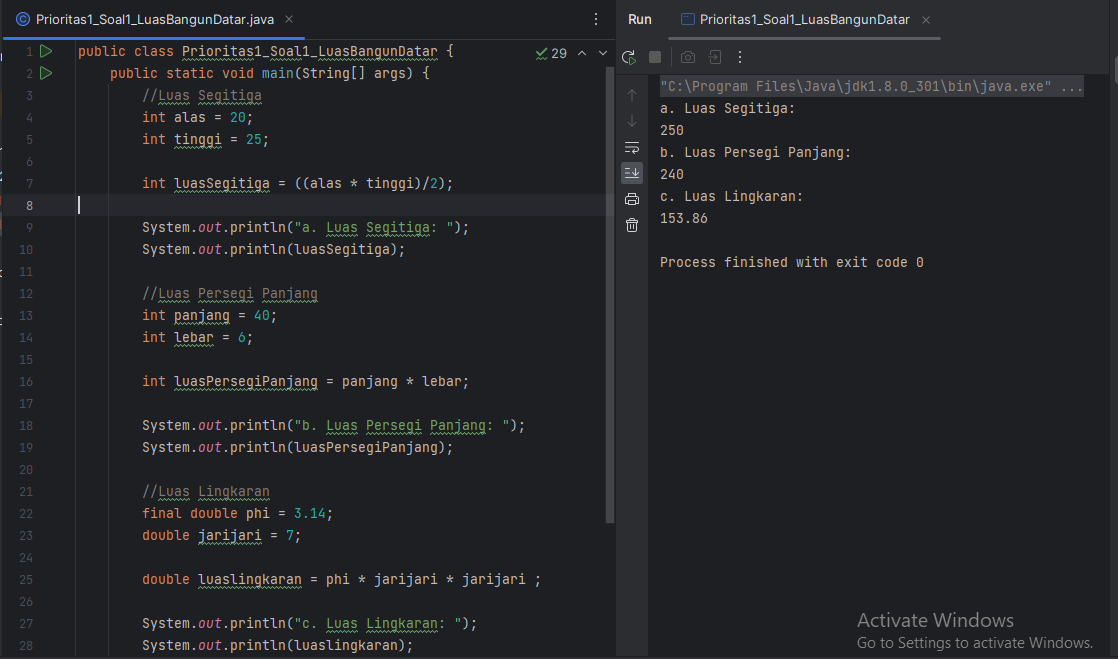 Prioritas1_Soal1_LuasBangunDatar.java
1 public class Prioritas1_Soal1_LuasBangunDatar {
29
2 public static void main(String[] args) {
3 //Luas Segitiga
4 int alas = 20;
5 int tinggi = 25;
6
7 int luasSegitiga = ((alas * tinggi)/2);
8
9 System.out.println("a. Luas Segitiga: ");
10 System.out.println(luasSegitiga);
11
12 //Luas Persegi Panjang
13 int panjang = 40;
14 int lebar = 6;
15
16 int luasPersegiPanjang = panjang * lebar;
17
18 System.out.println("b. Luas Persegi Panjang: ");
19 System.out.println(luasPersegiPanjang);
20
21 //Luas Lingkaran
22 final double phi = 3.14;
23 double jarijari = 7;
24
25 double luaslingkaran = phi * jarijari * jarijari ;
26
27 System.out.println("c. Luas Lingkaran: ");
28 System.out.println(luaslingkaran);
Run Prioritas1_Soal1_LuasBangunDatar
"C:\Program Files\Java\jdk1.8.0_301\bin\java.exe" ...
a. Luas Segitiga:
250
b. Luas Persegi Panjang:
240
c. Luas Lingkaran:
153.86
Process finished with exit code 0
Activate Windows
Go to Settings to activate Windows.